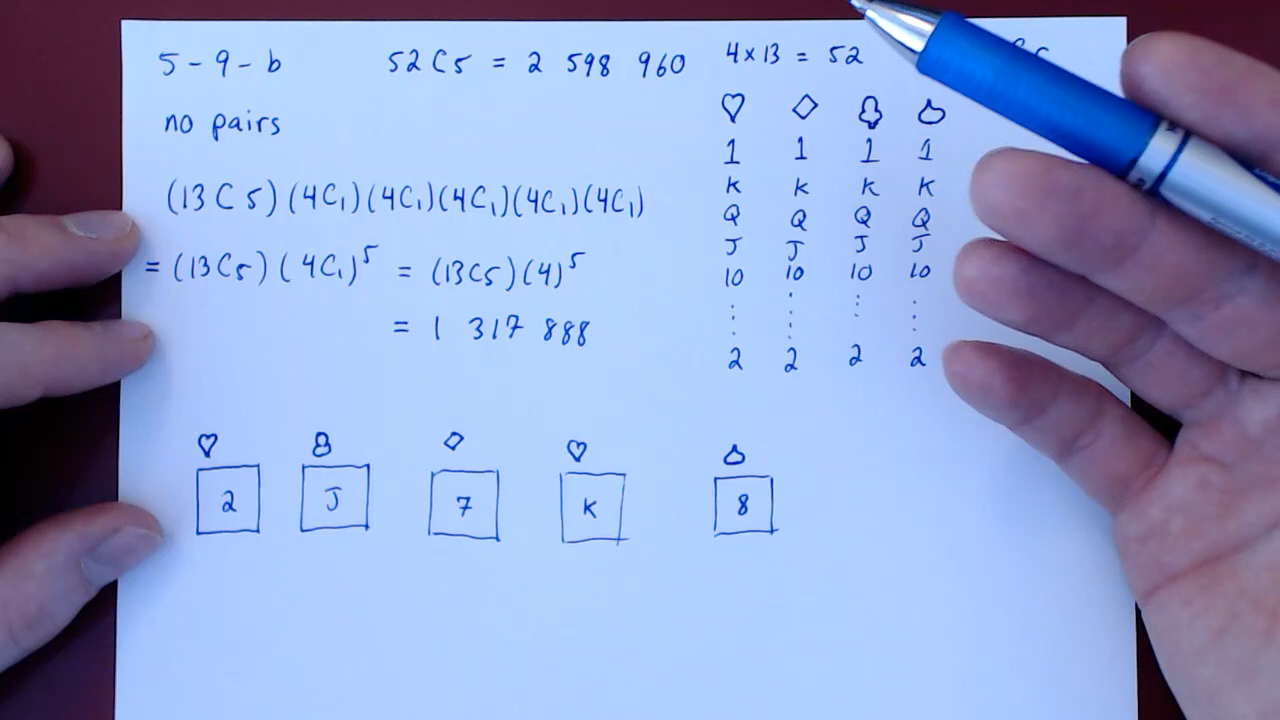 5-9-b 52C5 = 2 598 960 4×13 = 52
no pairs
(13C5)(4C1)(4C1)(4C1)(4C1)(4C1)
= (13C5)(4C1)^5 = (13C5)(4)^5
= 1 317 888
♡ ◇ ♧ ♤
1 1 1 1
K K K K
Q Q Q Q
J J J J
10 10 10 10
⋮ ⋮ ⋮ ⋮
2 2 2 2
♡ ♧ ◇ ♡ ♤
2 J 7 K 8